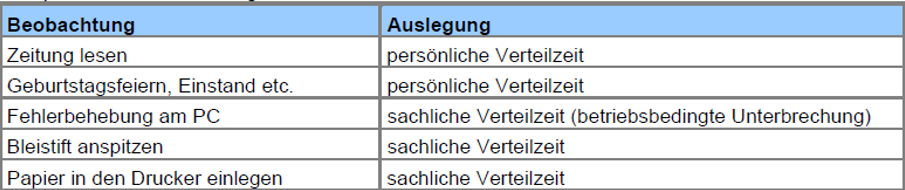 Beobachtung Auslegung
Zeitung lesen persönliche Verteilzeit
Geburtstagsfeiern, Einstand etc. persönliche Verteilzeit
Fehlerbehebung am PC sachliche Verteilzeit (betriebsbedingte Unterbrechung)
Bleistift anspitzen sachliche Verteilzeit
Papier in den Drucker einlegen sachliche Verteilzeit